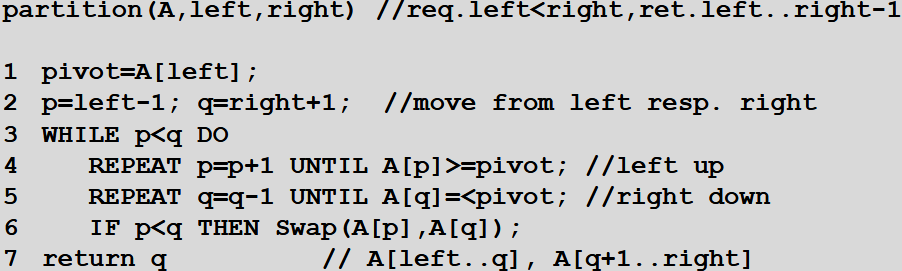 partition(A,left,right) //req.left<right,ret.left..right-1
1 pivot=A[left];
2 p=left-1; q=right+1; //move from left resp. right
3 WHILE p<q DO
4 REPEAT p=p+1 UNTIL A[p]>=pivot; //left up
5 REPEAT q=q-1 UNTIL A[q]=<pivot; //right down
6 IF p<q THEN Swap(A[p],A[q]);
7 return q // A[left..q], A[q+1..right]